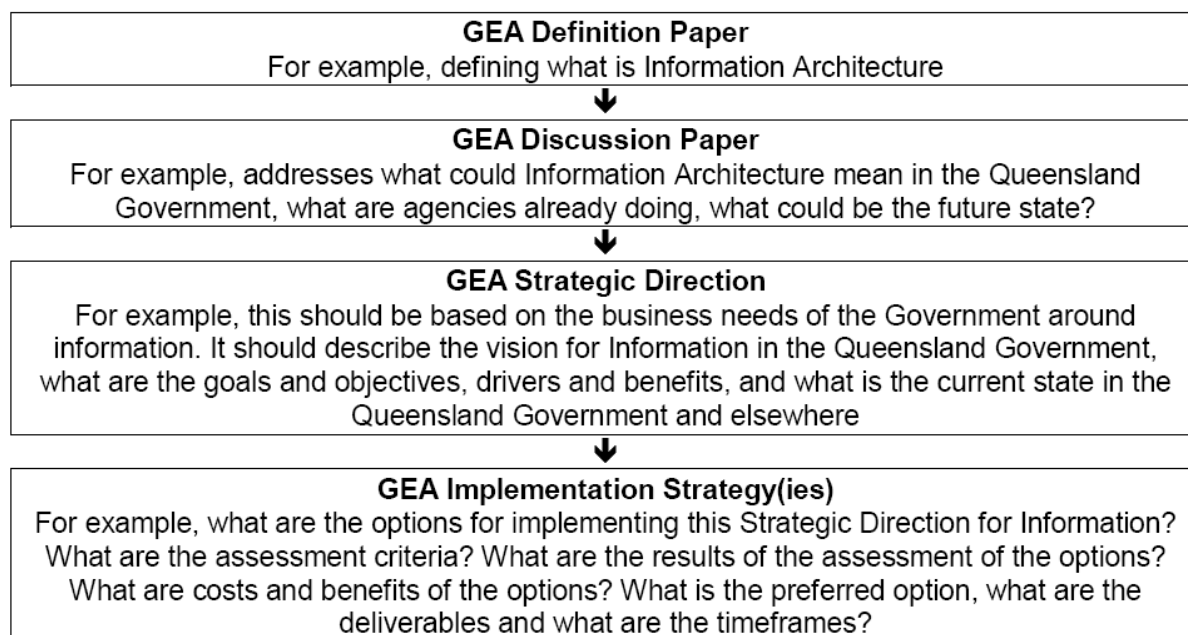 GEA Definition Paper
For example, defining what is Information Architecture
GEA Discussion Paper
For example, addresses what could Information Architecture mean in the Queensland
Government, what are agencies already doing, what could be the future state?
GEA Strategic Direction
For example, this should be based on the business needs of the Government around
information. It should describe the vision for Information in the Queensland Government,
what are the goals and objectives, drivers and benefits, and what is the current state in the
Queensland Government and elsewhere
GEA Implementation Strategy(ies)
For example, what are the options for implementing this Strategic Direction for Information?
What are the assessment criteria? What are the results of the assessment of the options?
What are costs and benefits of the options? What is the preferred option, what are the
deliverables and what are the timeframes?